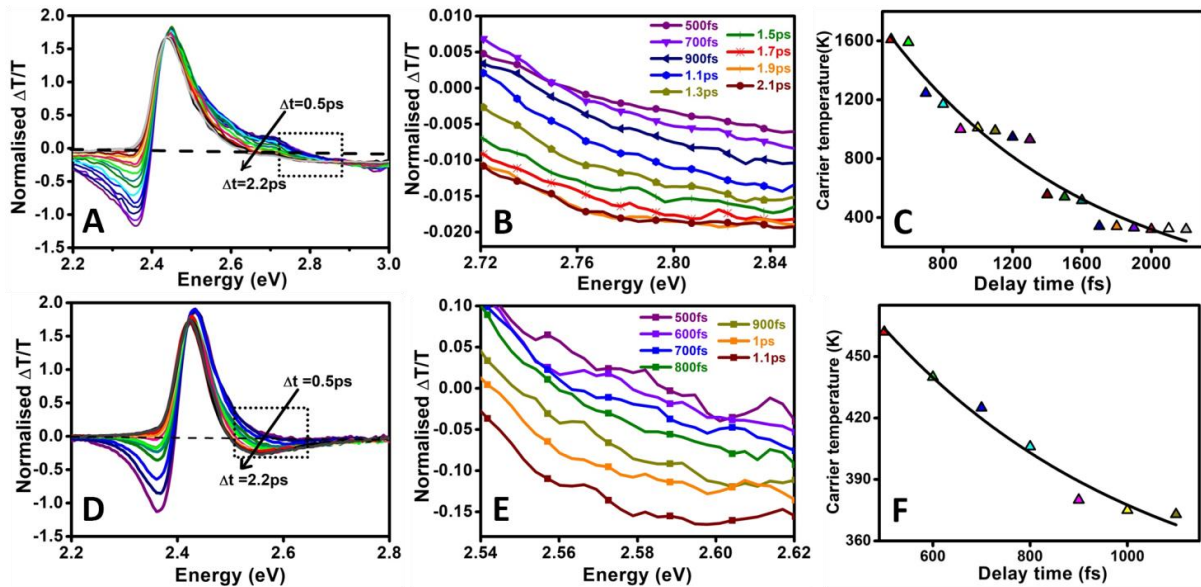 A
Normalised ΔT/T
2.0
1.5
1.0
0.5
0.0
-0.5
-1.0
-1.5
Δt=0.5ps
Δt=2.2ps
2.2 2.4 2.6 2.8 3.0
Energy (eV)
B
Normalised ΔT/T
0.015
0.010
0.005
0.000
-0.005
-0.010
-0.015
-0.020
500fs
700fs
900fs
1.1ps
1.3ps
1.5ps
1.7ps
1.9ps
2.1ps
2.72 2.76 2.80 2.84
Energy (eV)
C
Carrier temperature(K)
1600
1200
800
400
800 1200 1600 2000
Delay time (fs)
D
Normalised ΔT/T
2.0
1.5
1.0
0.5
0.0
-0.5
-1.0
-1.5
Δt =0.5ps
Δt =2.2ps
2.2 2.4 2.6 2.8
Energy (eV)
E
Normalised ΔT/T
0.10
0.05
0.00
-0.05
-0.10
-0.15
500fs
600fs
700fs
800fs
900fs
1ps
1.1ps
2.54 2.56 2.58 2.60 2.62
Energy (eV)
F
Carrier temperature (K)
450
420
390
360
600 800 1000
Delay time (fs)